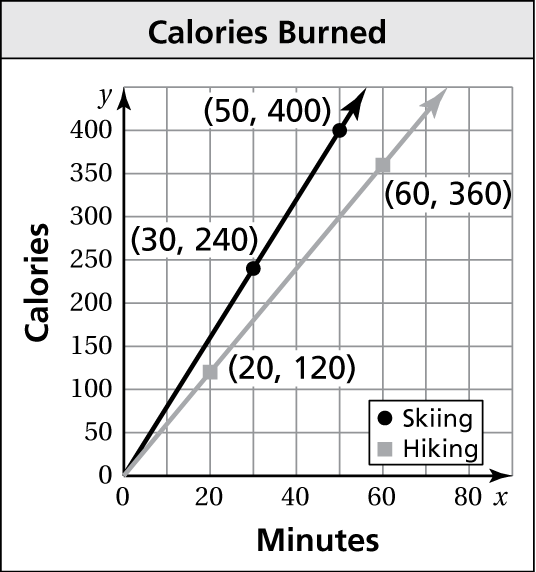 Calories Burned
y
(50, 400)
400
350
(60, 360)
300
(30, 240)
250
200
150
(20, 120)
100
50
0
Calories
Skiing
Hiking
0 20 40 60 80 x
Minutes